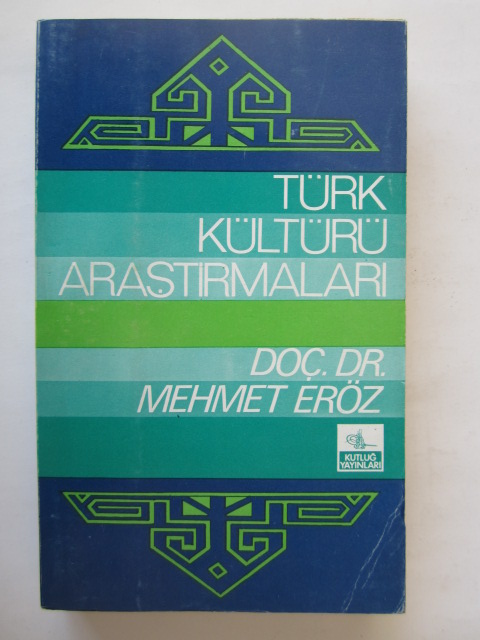 TÜRK
KÜLTÜRÜ
ARAŞTIRMALARI
DOÇ. DR.
MEHMET ERÖZ
KUTLUĞ
YAYINLARI